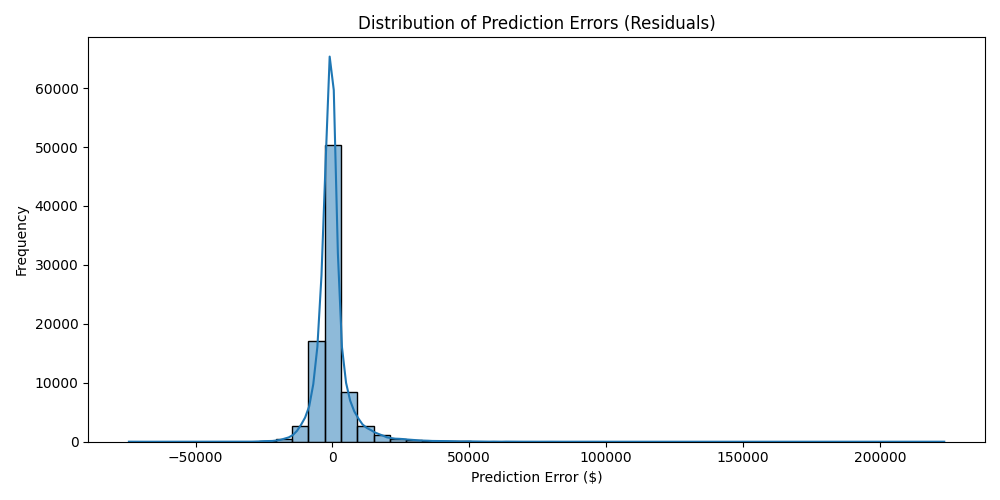 Distribution of Prediction Errors (Residuals)
60000
50000
40000
30000
20000
10000
0
Frequency
−50000 0 50000 100000 150000 200000
Prediction Error ($)